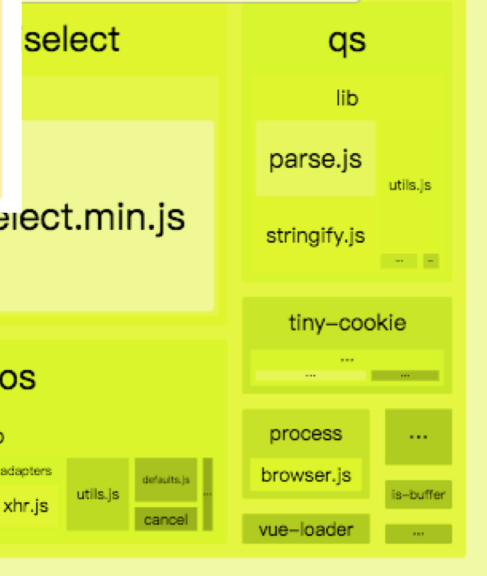 select
elect.min.js
os
adapters
xhr.js
utils.js
defaults.js
cancel
...
qs
lib
parse.js
utils.js
stringify.js
...
...
tiny-cookie
...
...
...
process
browser.js
...
is-buffer
vue-loader
...